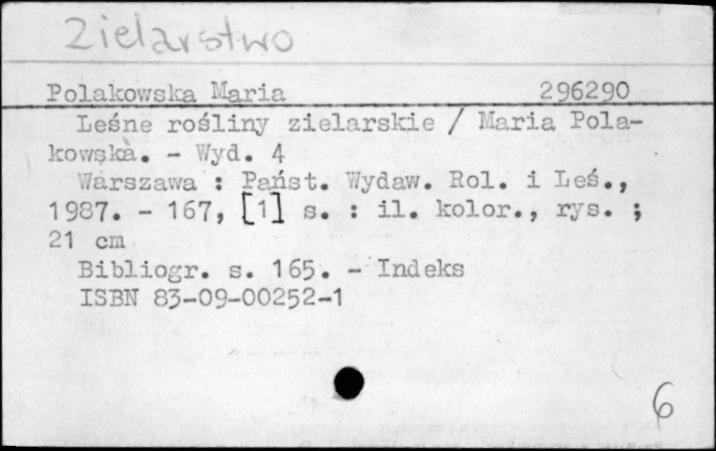 Zielarstwo
Polakowska Maria 296290
Leśne rośliny zielarskie / Maria Pola-
kowska. - Wyd. 4
Warszawa : Państ. Wydaw. Rol. i Leś.,
1987. - 167, [1] s. : il. kolor., rys. ;
21 cm
Bibliogr. s. 165. - Indeks
ISBN 83-09-00252-1
6